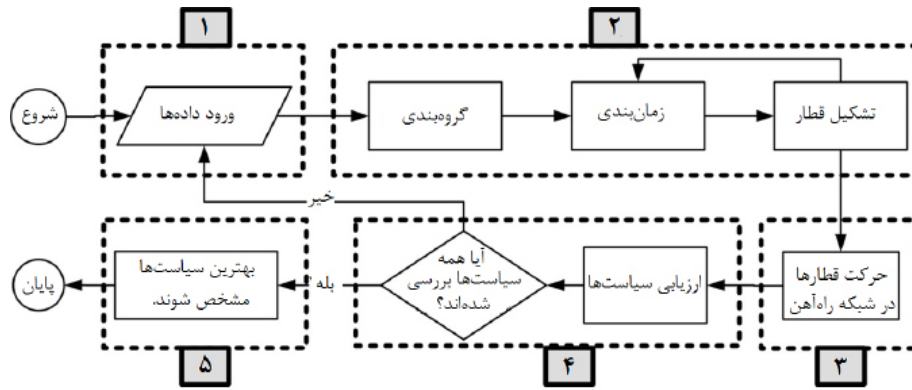 ۱
۲
شروع
ورود داده‌ها
گروه‌بندی
زمان‌بندی
تشکیل قطار
خیر
حرکت قطارها
در شبکه راه‌آهن
ارزیابی سیاست‌ها
آیا همه
سیاست‌ها بررسی
شده‌اند؟
بله
بهترین سیاست‌ها
مشخص شوند.
پایان
۳
۴
۵